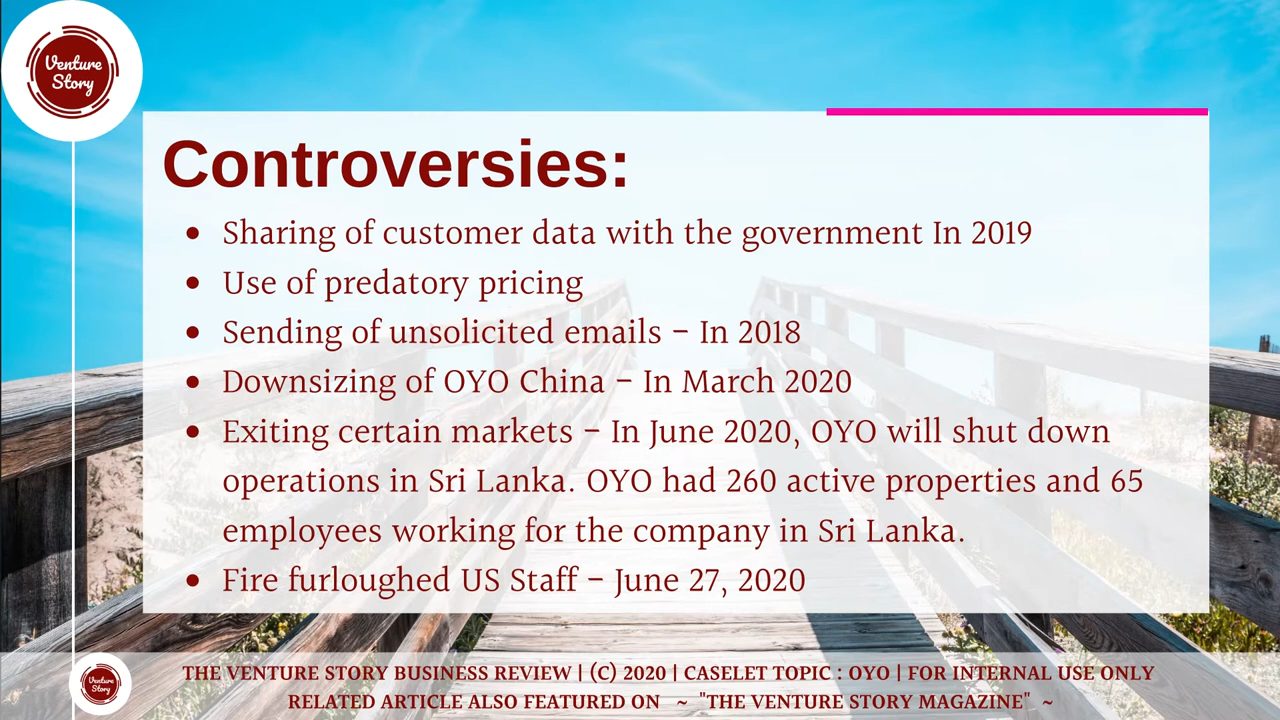 Venture
Story
Controversies:
• Sharing of customer data with the government In 2019
• Use of predatory pricing
• Sending of unsolicited emails – In 2018
• Downsizing of OYO China – In March 2020
• Exiting certain markets – In June 2020, OYO will shut down
operations in Sri Lanka. OYO had 260 active properties and 65
employees working for the company in Sri Lanka.
• Fire furloughed US Staff – June 27, 2020
Venture
Story
THE VENTURE STORY BUSINESS REVIEW | (C) 2020 | CASELET TOPIC : OYO | FOR INTERNAL USE ONLY
RELATED ARTICLE ALSO FEATURED ON ~ "THE VENTURE STORY MAGAZINE" ~